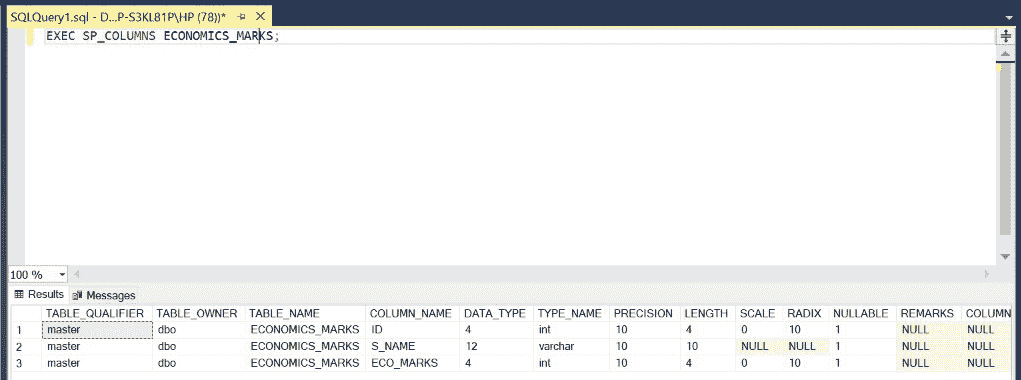 SQLQuery1.sql - D...P-S3KL81P\HP (78))*
EXEC SP_COLUMNS ECONOMICS_MARKS;
100 %
Results Messages
TABLE_QUALIFIER TABLE_OWNER TABLE_NAME COLUMN_NAME DATA_TYPE TYPE_NAME PRECISION LENGTH SCALE RADIX NULLABLE REMARKS COLUMN
1 master dbo ECONOMICS_MARKS ID 4 int 10 4 0 10 1 NULL NULL
2 master dbo ECONOMICS_MARKS S_NAME 12 varchar 10 10 NULL NULL 1 NULL NULL
3 master dbo ECONOMICS_MARKS ECO_MARKS 4 int 10 4 0 10 1 NULL NULL